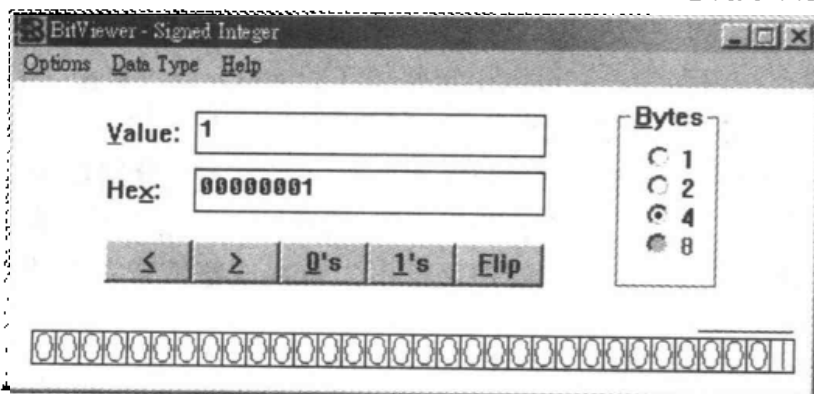 BitViewer - Signed Integer
Options Data Type Help
Value: 1
Hex: 00000001
Bytes
1
2
4
8
< > 0's 1's Flip
00000000000000000000000000000001